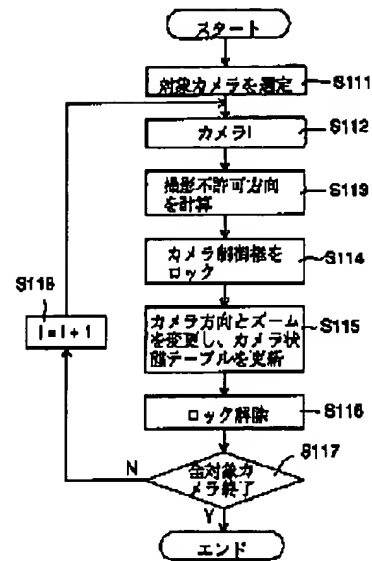 スタート
対象カメラを選定
S111
カメラI
S112
撮影不許可方向
を計算
S113
カメラ制御権を
ロック
S114
カメラ方向とズーム
を変更し、カメラ状
態テーブルを更新
S115
ロック解除
S116
全対象カ
メラ終了
S117
N
Y
I=I+1
S118
エンド